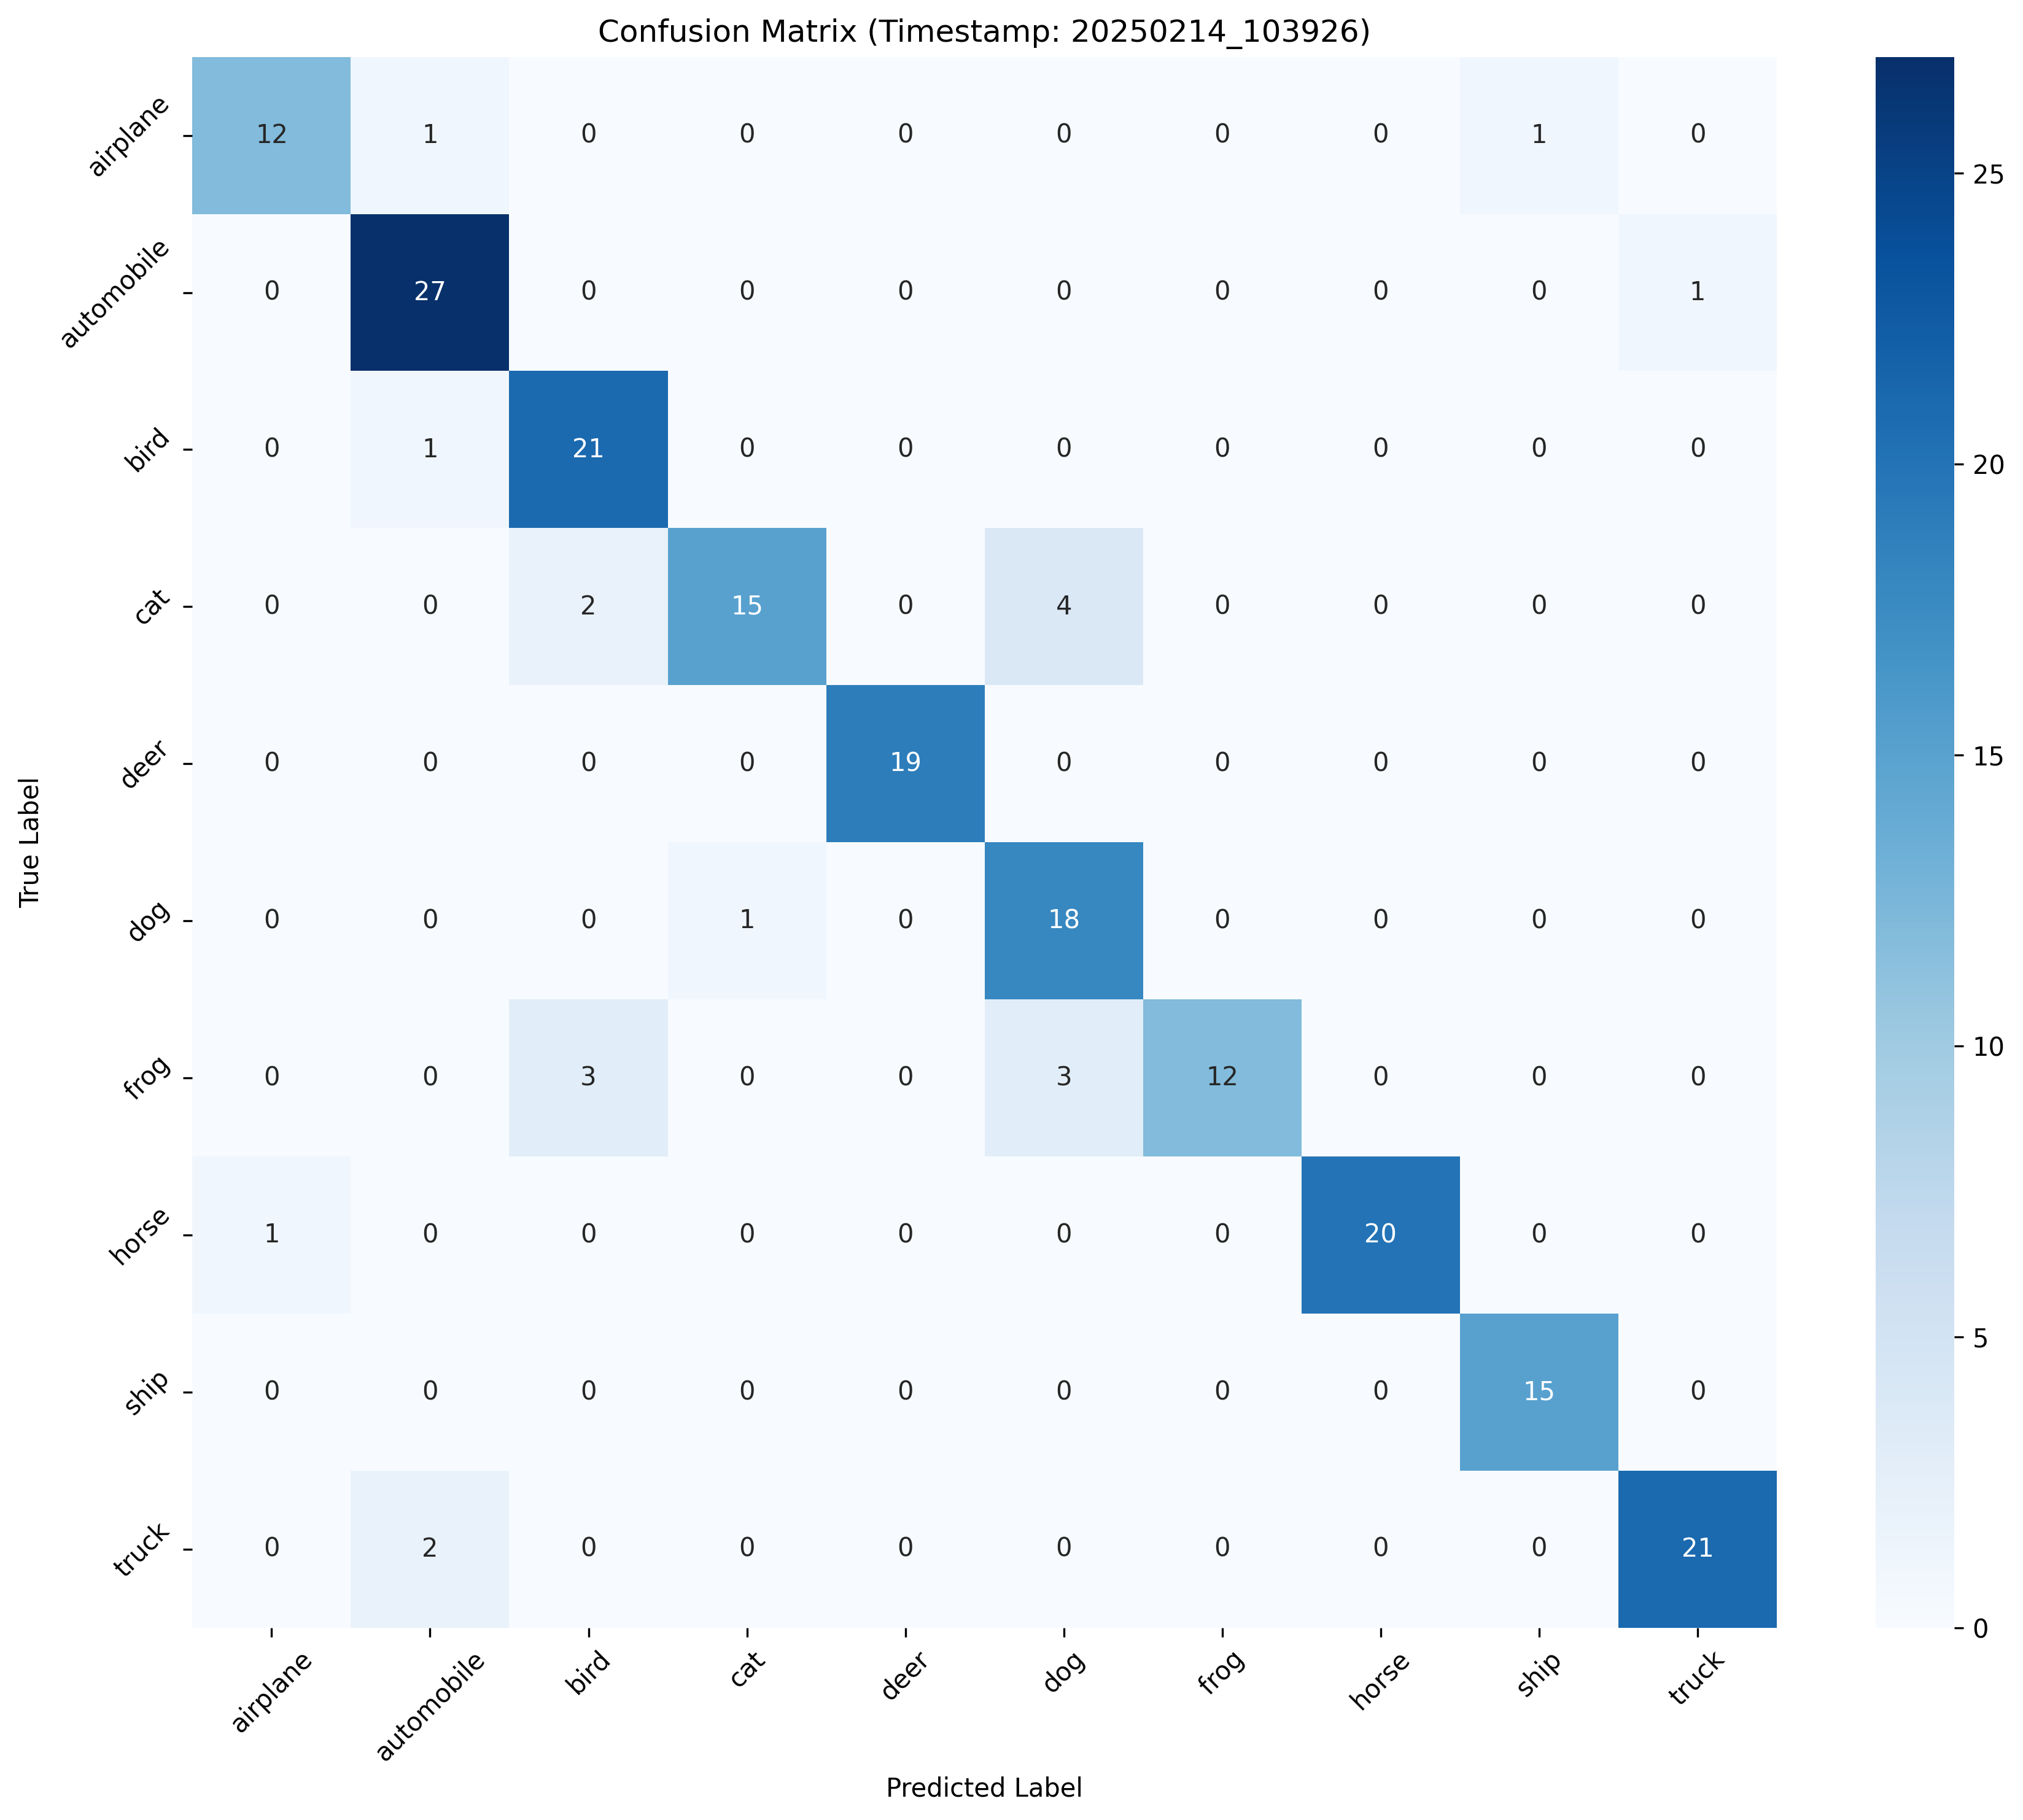 Confusion Matrix (Timestamp: 20250214_103926)
airplane 12 1 0 0 0 0 0 0 1 0
automobile 0 27 0 0 0 0 0 0 0 1
bird 0 1 21 0 0 0 0 0 0 0
cat 0 0 2 15 0 4 0 0 0 0
deer 0 0 0 0 19 0 0 0 0 0
dog 0 0 0 1 0 18 0 0 0 0
frog 0 0 3 0 0 3 12 0 0 0
horse 1 0 0 0 0 0 0 20 0 0
ship 0 0 0 0 0 0 0 0 15 0
truck 0 2 0 0 0 0 0 0 0 21
airplane automobile bird cat deer dog frog horse ship truck
True Label
Predicted Label
25
20
15
10
5
0